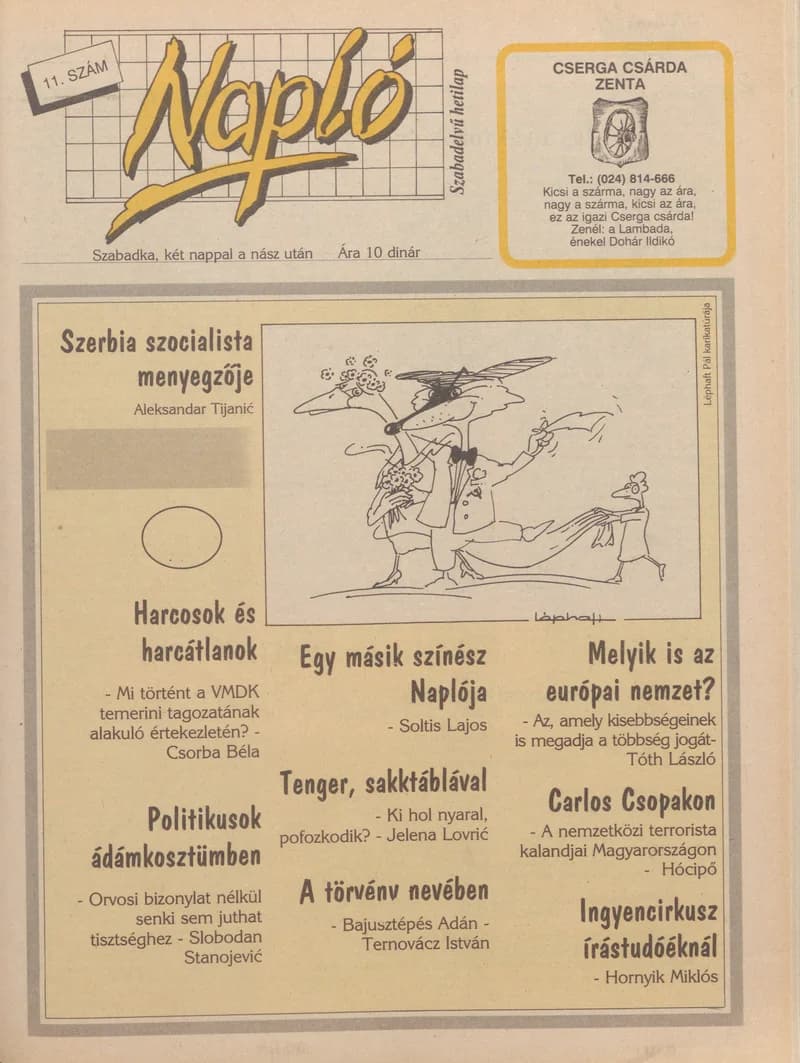 11. SZÁM
Napló
Szabadelvű hetilap
Szabadka, két nappal a nász után Ára 10 dinár
CSERGA CSÁRDA
ZENTA
Tel.: (024) 814-666
Kicsi a szárma, nagy az ára,
nagy a szárma, kicsi az ára,
ez az igazi Cserga csárda!
Zenél: a Lambada,
énekel Dohár Ildikó
Szerbia szocialista
menyegzője
Aleksandar Tijanić
Léphaft Pál karikatúrája
Léphaft
Harcosok és
harcátlanok
- Mi történt a VMDK
temerini tagozatának
alakuló értekezletén? -
Csorba Béla
Politikusok
ádámkosztümben
- Orvosi bizonylat nélkül
senki sem juthat
tisztséghez - Slobodan
Stanojević
Egy másik színész
Naplója
- Soltis Lajos
Tenger, sakktáblával
- Ki hol nyaral,
pofozkodik? - Jelena Lovrić
A törvénv nevében
- Bajusztépés Adán -
Ternovácz István
Melyik is az
európai nemzet?
- Az, amely kisebbségeinek
is megadja a többség jogát-
Tóth László
Carlos Csopakon
- A nemzetközi terrorista
kalandjai Magyarországon
- Hócipő
Ingyencirkusz
írástudóéknál
- Hornyik Miklós